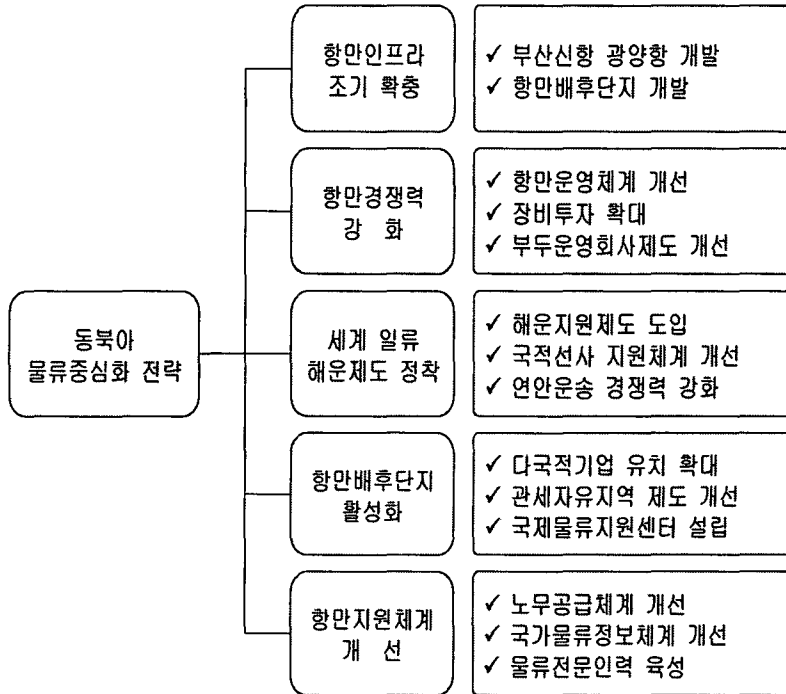 항만인프라
조기 확충
✓ 부산신항 광양항 개발
✓ 항만배후단지 개발
항만경쟁력
강 화
✓ 항만운영체계 개선
✓ 장비투자 확대
✓ 부두운영회사제도 개선
동북아
물류중심화 전략
세계 일류
해운제도 정착
✓ 해운지원제도 도입
✓ 국적선사 지원체계 개선
✓ 연안운송 경쟁력 강화
항만배후단지
활성화
✓ 다국적기업 유치 확대
✓ 관세자유지역 제도 개선
✓ 국제물류지원센터 설립
항만지원체계
개 선
✓ 노무공급체계 개선
✓ 국가물류정보체계 개선
✓ 물류전문인력 육성